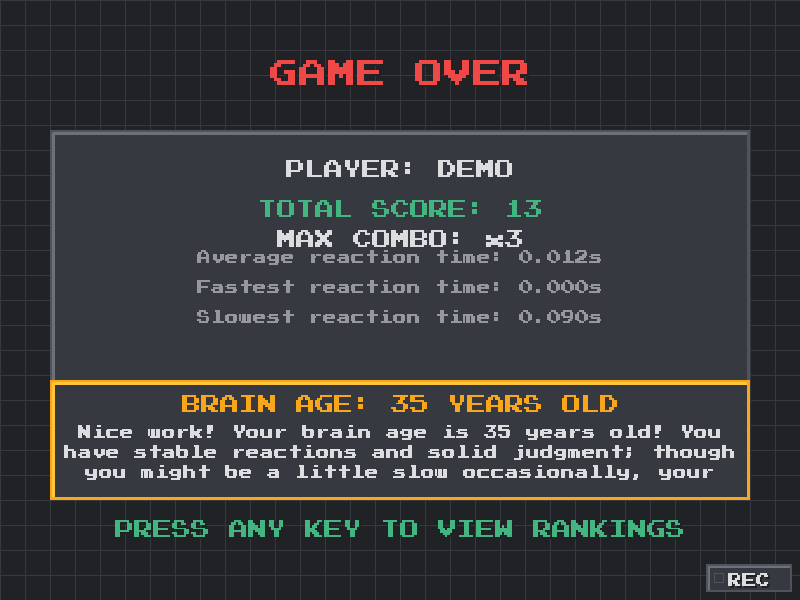 GAME OVER
PLAYER: DEMO
TOTAL SCORE: 13
MAX COMBO: x3
Average reaction time: 0.012s
Fastest reaction time: 0.000s
Slowest reaction time: 0.090s
BRAIN AGE: 35 YEARS OLD
Nice work! Your brain age is 35 years old! You
have stable reactions and solid judgment; though
you might be a little slow occasionally, your
PRESS ANY KEY TO VIEW RANKINGS
REC